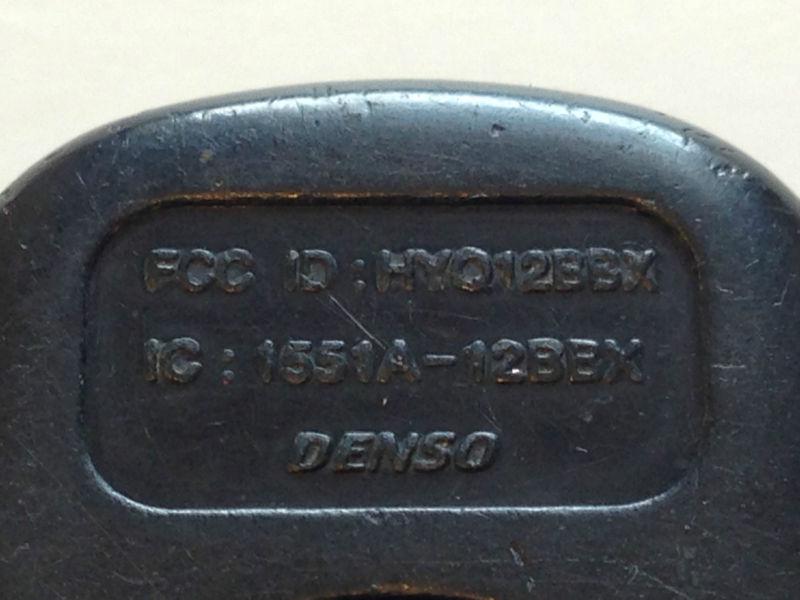 FCC ID : HYQ12BBX
IC : 1551A-12BBX
DENSO